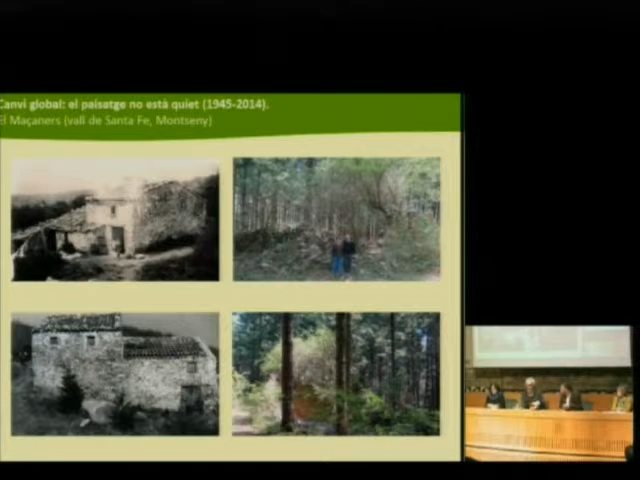 Canvi global: el paisatge no està quiet (1945-2014).
El Maçaners (vall de Santa Fe, Montseny)